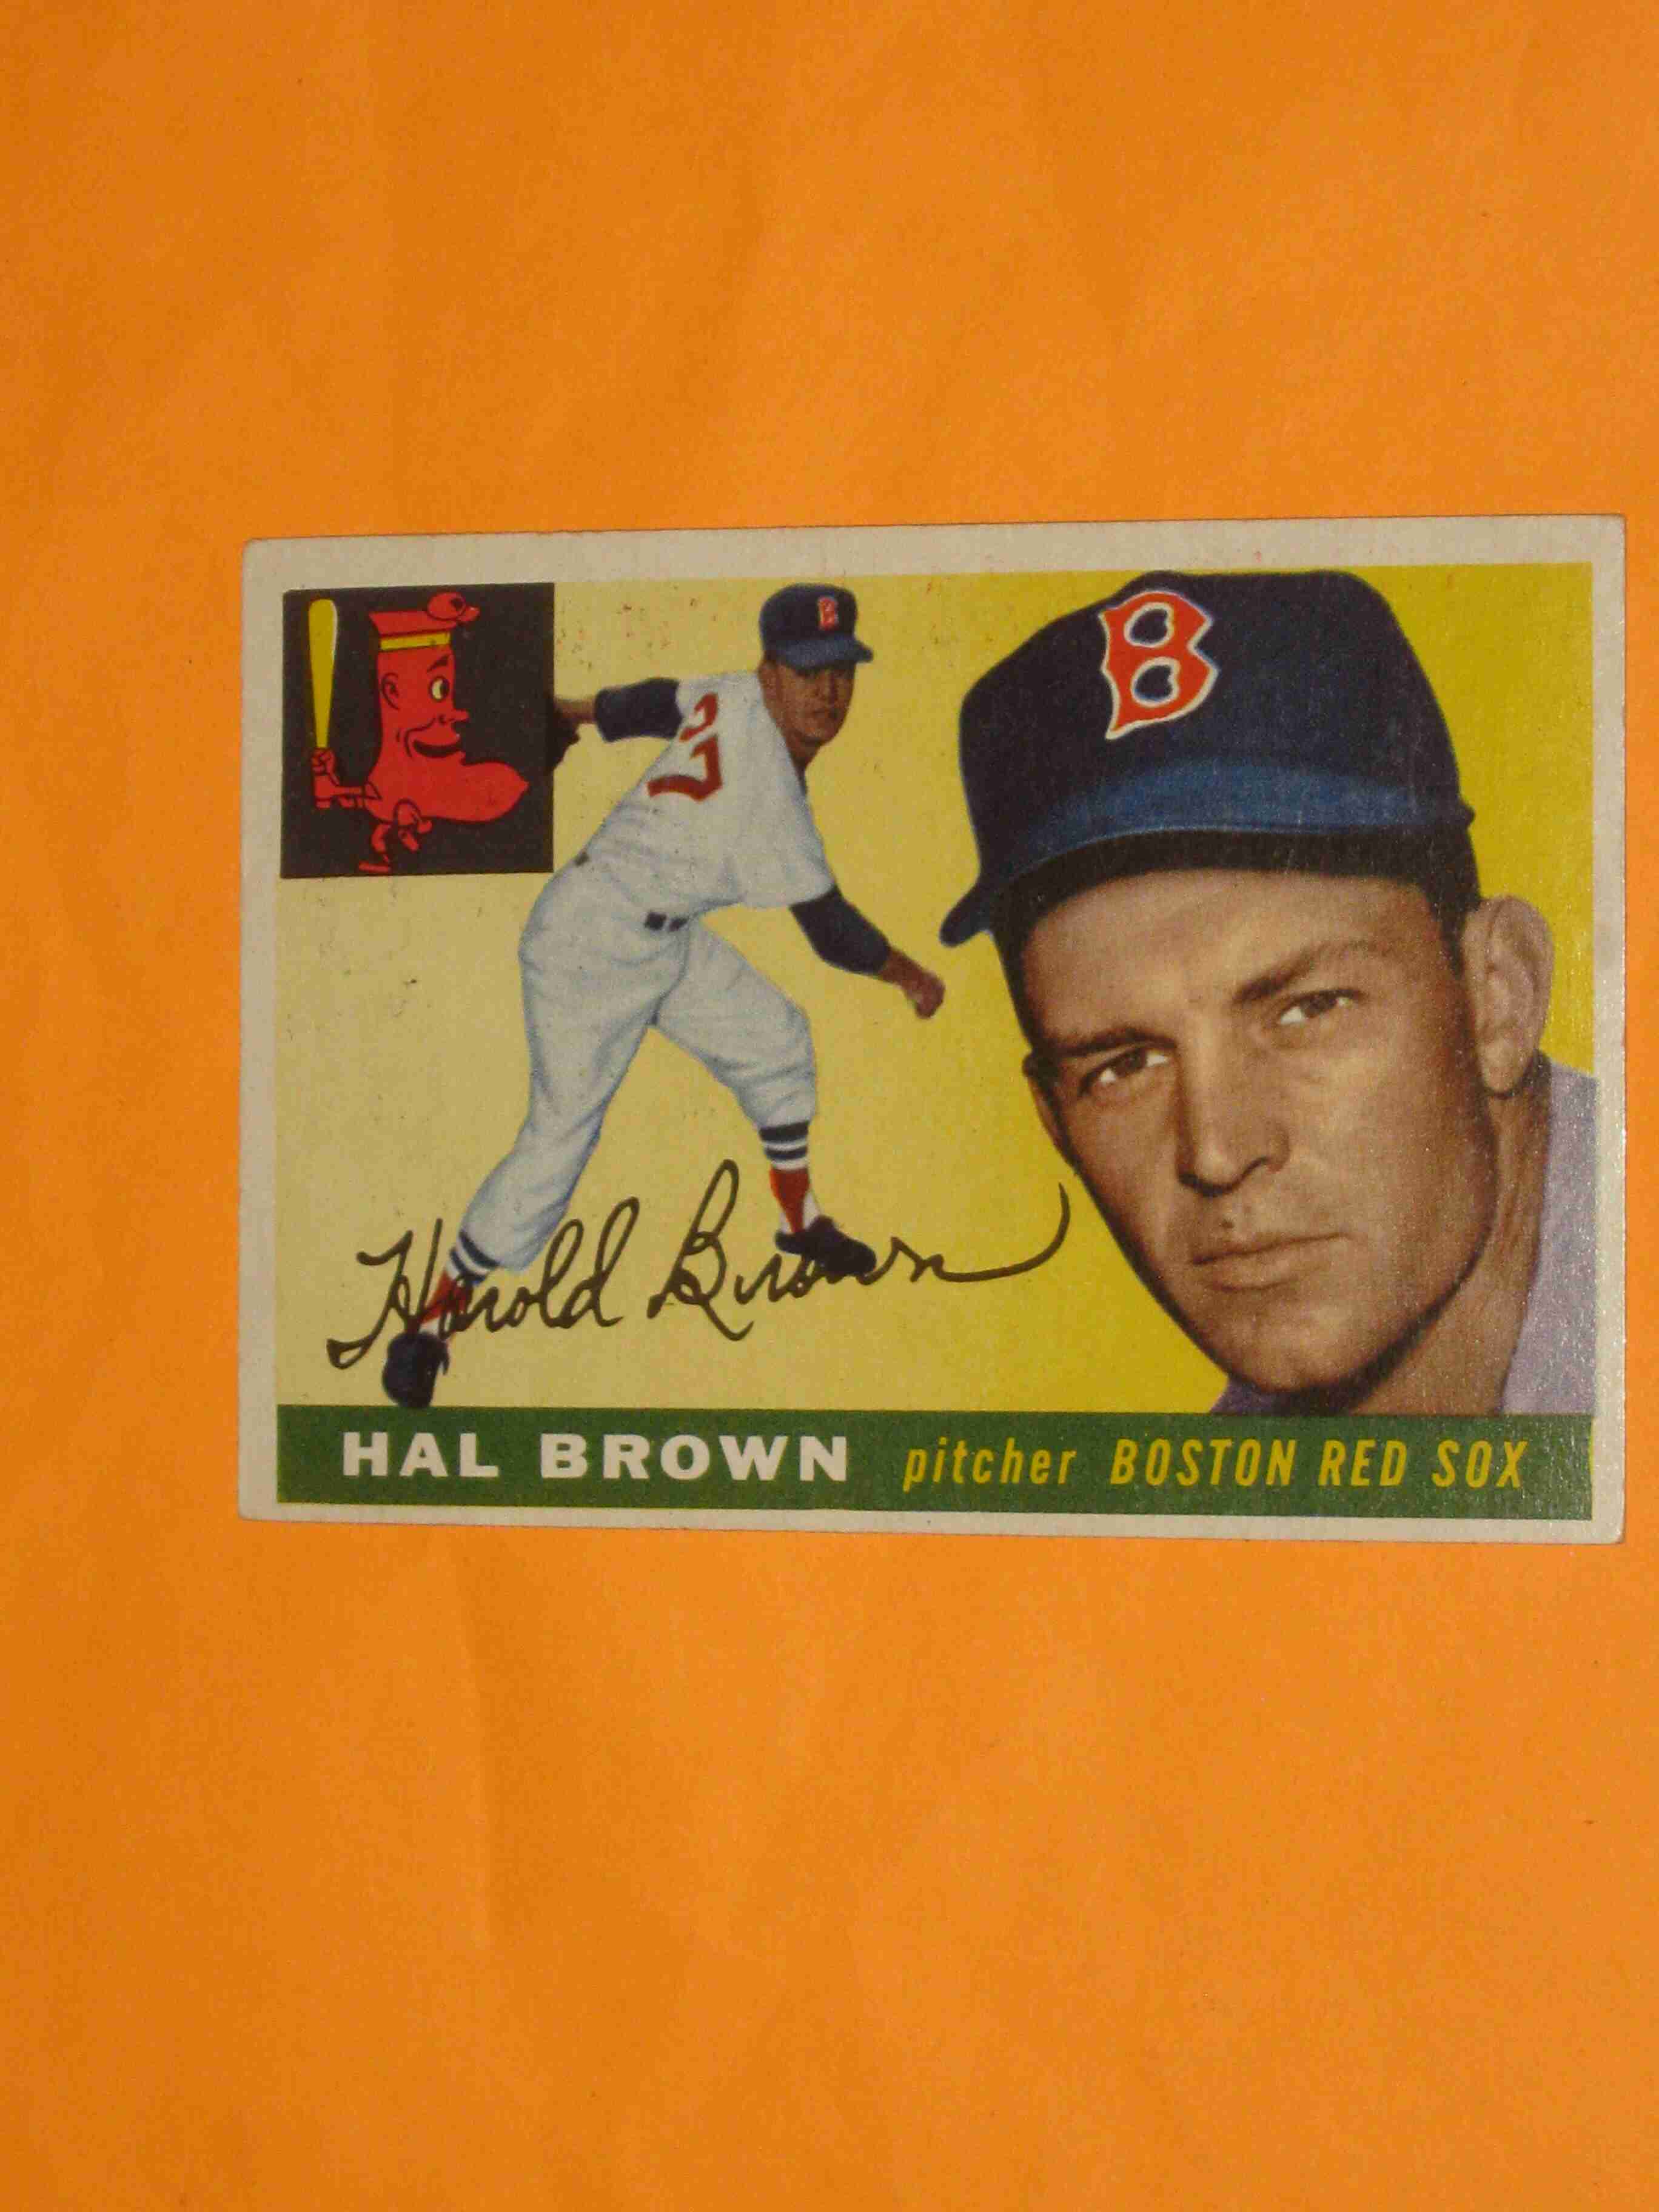 B
B
Harold Brown
HAL BROWN pitcher BOSTON RED SOX